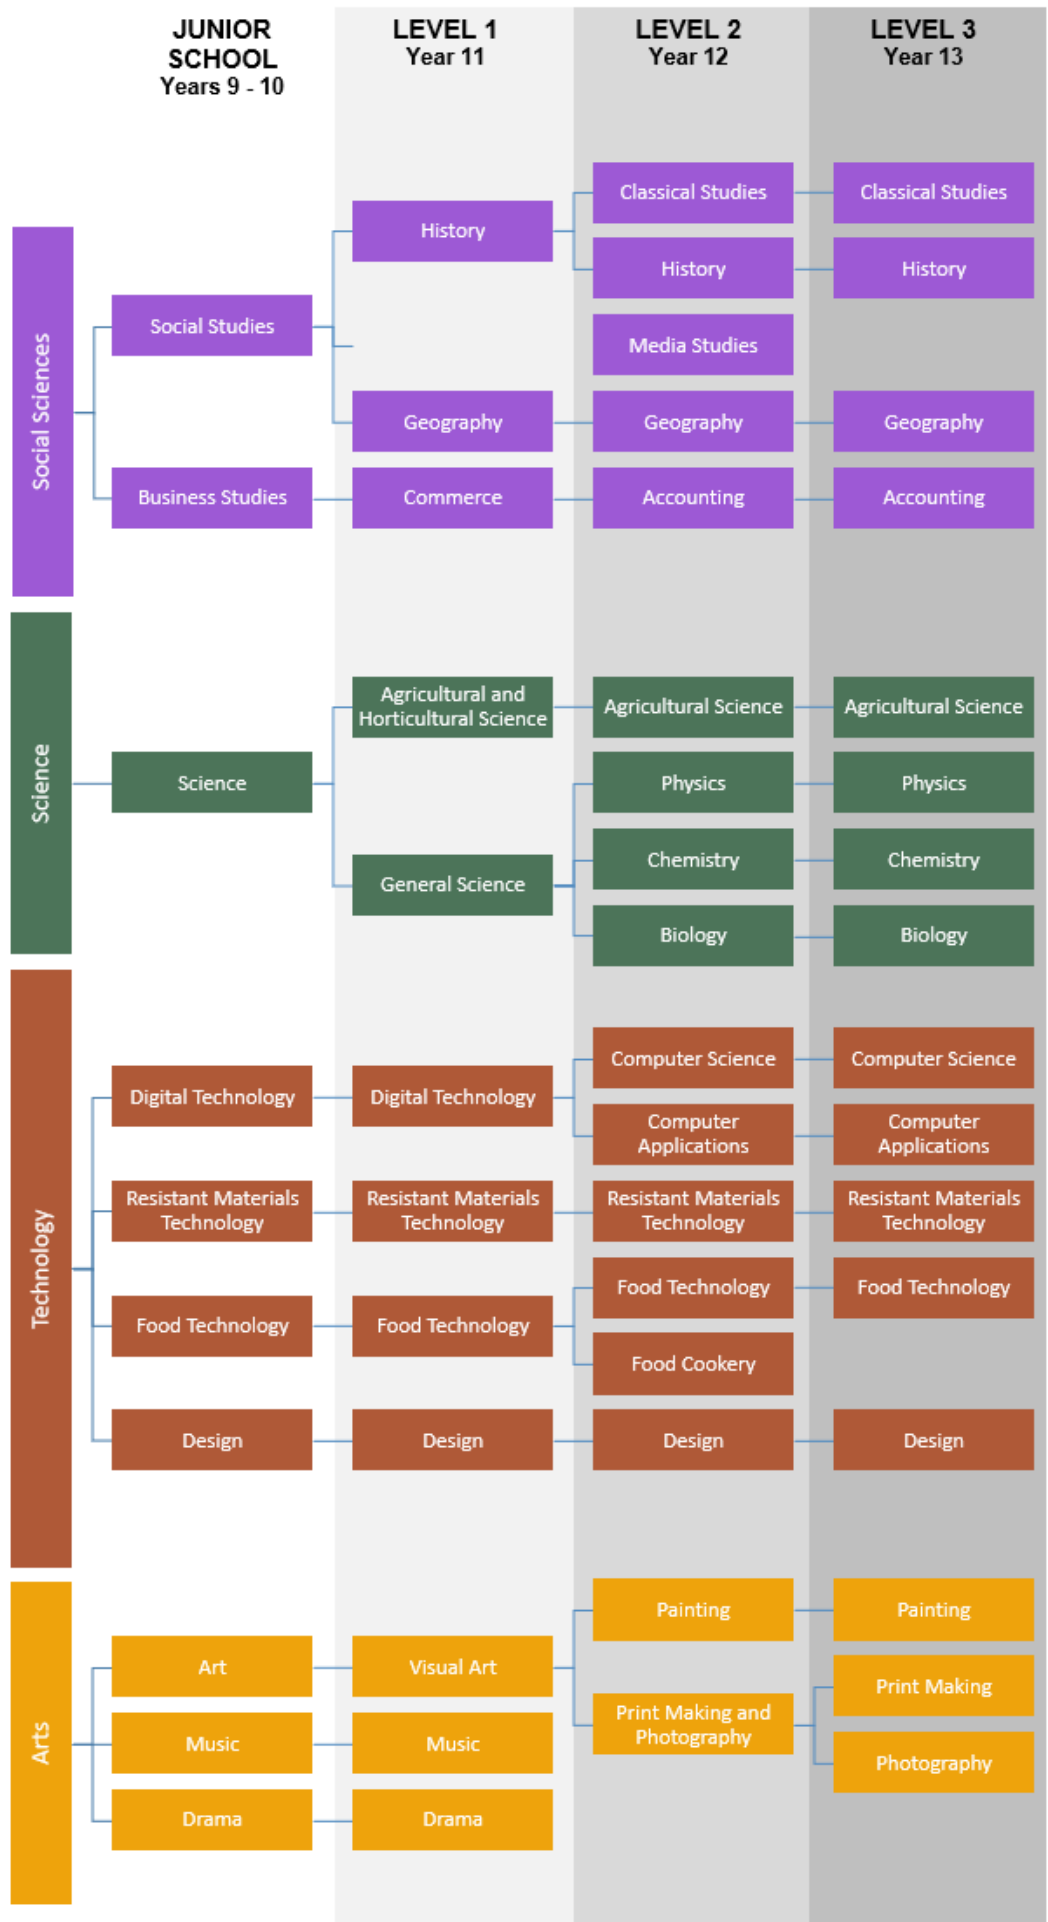 JUNIOR
SCHOOL
Years 9 - 10
LEVEL 1
Year 11
LEVEL 2
Year 12
LEVEL 3
Year 13
Social Sciences
Social Studies
Business Studies
History
Geography
Commerce
Classical Studies
History
Media Studies
Geography
Accounting
Classical Studies
History
Geography
Accounting
Science
Science
Agricultural and
Horticultural Science
General Science
Agricultural Science
Physics
Chemistry
Biology
Agricultural Science
Physics
Chemistry
Biology
Technology
Digital Technology
Resistant Materials
Technology
Food Technology
Design
Digital Technology
Resistant Materials
Technology
Food Technology
Design
Computer Science
Computer
Applications
Resistant Materials
Technology
Food Technology
Food Cookery
Design
Computer Science
Computer
Applications
Resistant Materials
Technology
Food Technology
Design
Arts
Art
Music
Drama
Visual Art
Music
Drama
Painting
Print Making and
Photography
Painting
Print Making
Photography